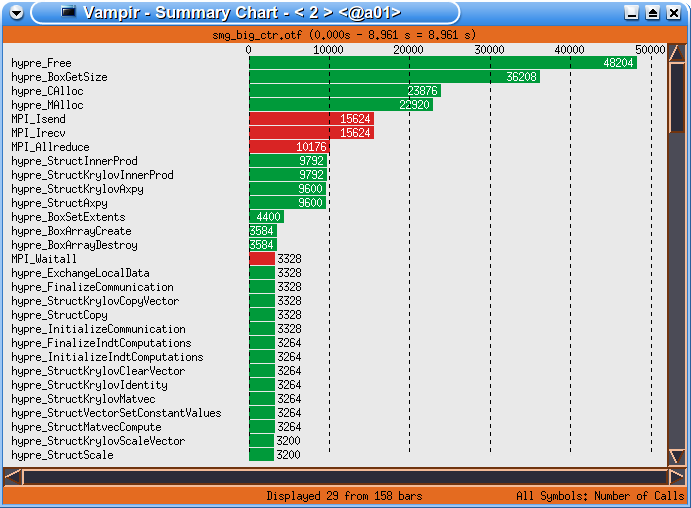 Vampir - Summary Chart - < 2 > <@a01>
smg_big_ctr.otf (0.000s - 8.961 s = 8.961 s)
0 10000 20000 30000 40000 50000
hypre_Free 48204
hypre_BoxGetSize 36208
hypre_CAlloc 23876
hypre_MAlloc 22920
MPI_Isend 15624
MPI_Irecv 15624
MPI_Allreduce 10176
hypre_StructInnerProd 9792
hypre_StructKrylovInnerProd 9792
hypre_StructKrylovAxpy 9600
hypre_StructAxpy 9600
hypre_BoxSetExtents 4400
hypre_BoxArrayCreate 3584
hypre_BoxArrayDestroy 3584
MPI_Waitall 3328
hypre_ExchangeLocalData 3328
hypre_FinalizeCommunication 3328
hypre_StructKrylovCopyVector 3328
hypre_StructCopy 3328
hypre_InitializeCommunication 3328
hypre_FinalizeIndtComputations 3264
hypre_InitializeIndtComputations 3264
hypre_StructKrylovClearVector 3264
hypre_StructKrylovIdentity 3264
hypre_StructKrylovMatvec 3264
hypre_StructVectorSetConstantValues 3264
hypre_StructMatvecCompute 3264
hypre_StructKrylovScaleVector 3200
hypre_StructScale 3200
Displayed 29 from 158 bars All Symbols: Number of Calls